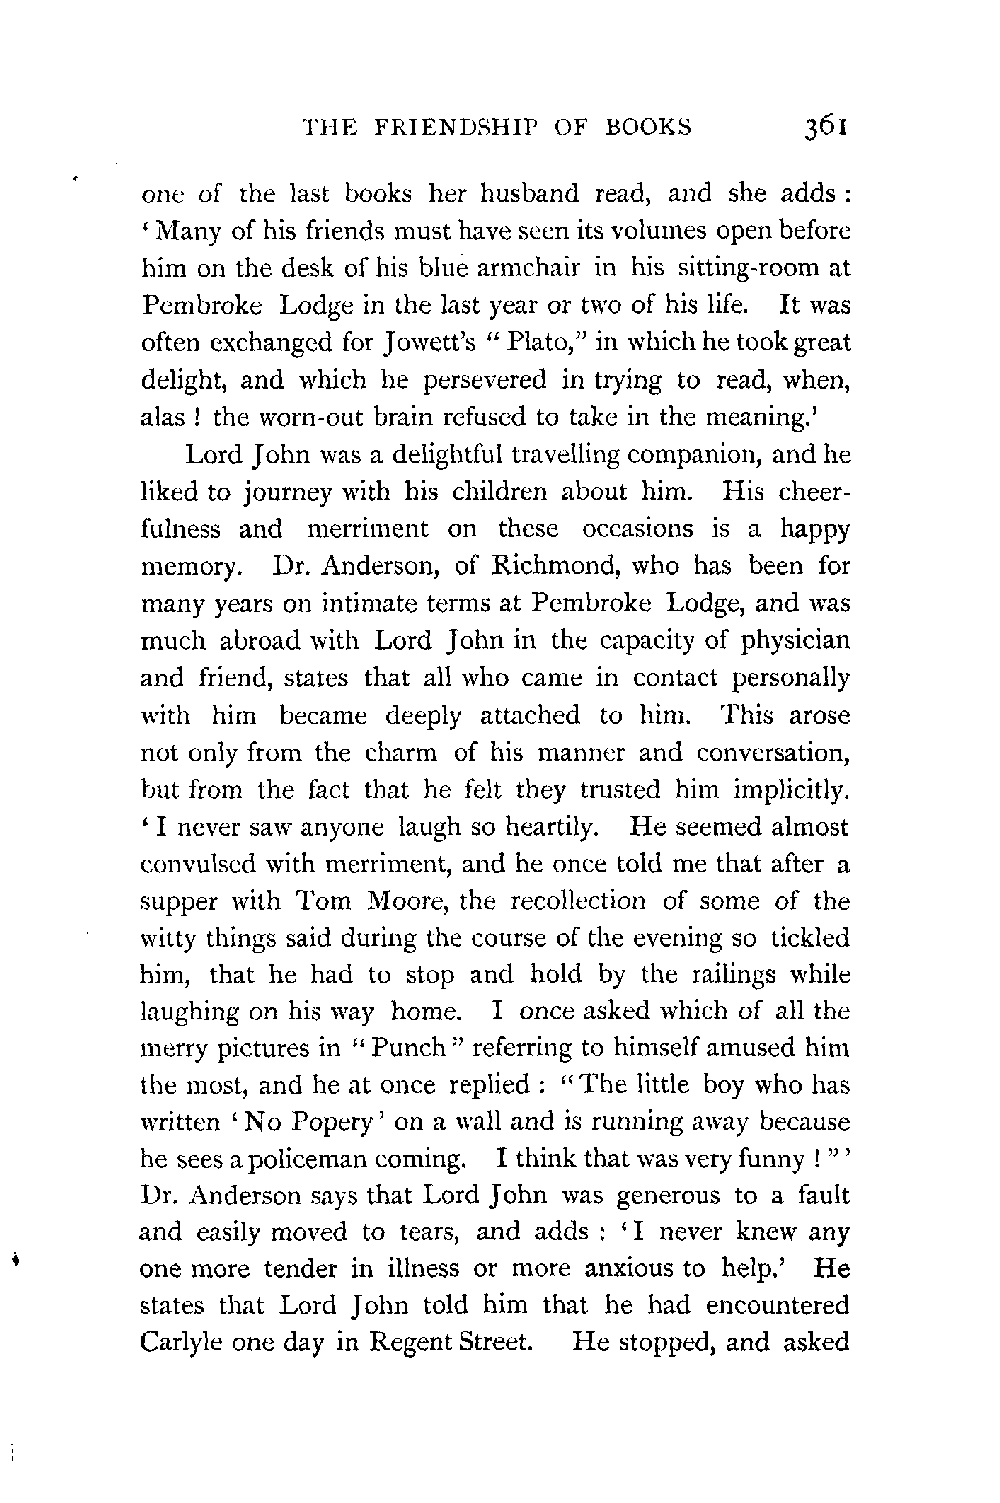 THE FRIENDSHIP OF BOOKS 361
one of the last books her husband read, and she adds :
‘ Many of his friends must have seen its volumes open before
him on the desk of his blue armchair in his sitting-room at
Pembroke Lodge in the last year or two of his life. It was
often exchanged for Jowett’s “ Plato,” in which he took great
delight, and which he persevered in trying to read, when,
alas ! the worn-out brain refused to take in the meaning.’
Lord John was a delightful travelling companion, and he
liked to journey with his children about him. His cheer-
fulness and merriment on these occasions is a happy
memory. Dr. Anderson, of Richmond, who has been for
many years on intimate terms at Pembroke Lodge, and was
much abroad with Lord John in the capacity of physician
and friend, states that all who came in contact personally
with him became deeply attached to him. This arose
not only from the charm of his manner and conversation,
but from the fact that he felt they trusted him implicitly.
‘ I never saw anyone laugh so heartily. He seemed almost
convulsed with merriment, and he once told me that after a
supper with Tom Moore, the recollection of some of the
witty things said during the course of the evening so tickled
him, that he had to stop and hold by the railings while
laughing on his way home. I once asked which of all the
merry pictures in “ Punch ” referring to himself amused him
the most, and he at once replied : “ The little boy who has
written ‘ No Popery ’ on a wall and is running away because
he sees a policeman coming. I think that was very funny ! ” ’
Dr. Anderson says that Lord John was generous to a fault
and easily moved to tears, and adds : ‘ I never knew any
one more tender in illness or more anxious to help.’ He
states that Lord John told him that he had encountered
Carlyle one day in Regent Street. He stopped, and asked